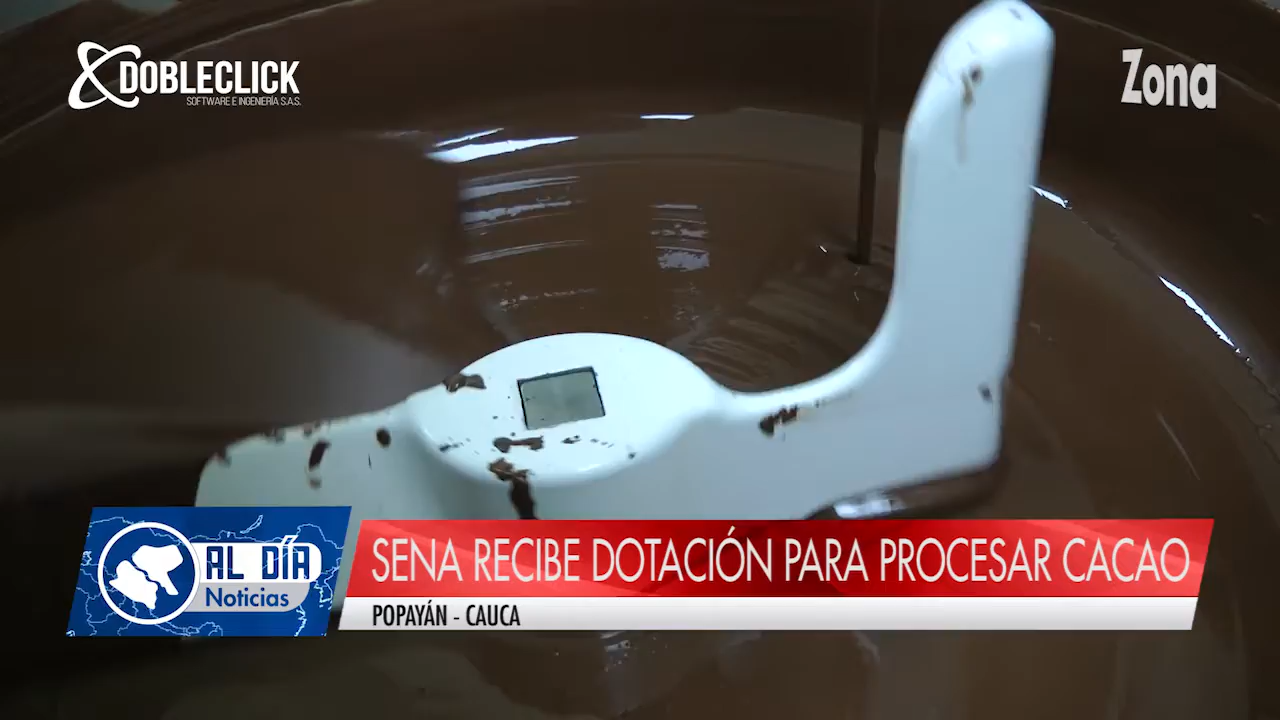 DOBLECLICK
SOFTWARE E INGENIERÍA S.A.S.
Zona
AL DÍA
Noticias
SENA RECIBE DOTACIÓN PARA PROCESAR CACAO
POPAYÁN - CAUCA